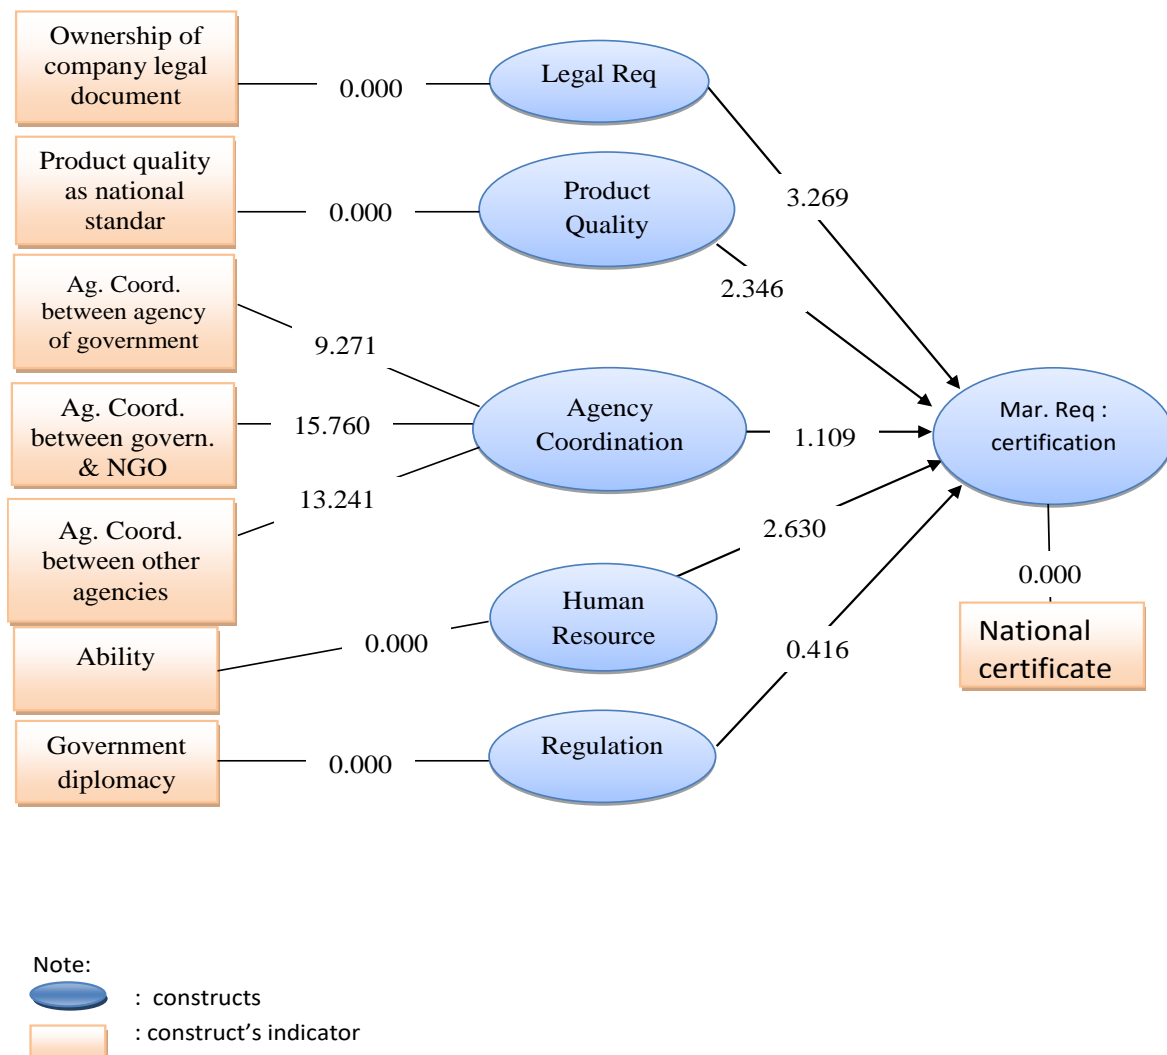 Ownership of
company legal
document
0.000
Legal Req
Product quality
as national
standar
0.000
Product
Quality
3.269
2.346
Ag. Coord.
between agency
of government
9.271
Ag. Coord.
between govern.
& NGO
15.760
Agency
Coordination
1.109
Mar. Req :
certification
13.241
Ag. Coord.
between other
agencies
2.630
0.000
National
certificate
Human
Resource
0.000
Ability
0.416
Government
diplomacy
0.000
Regulation
Note:
: constructs
: construct’s indicator